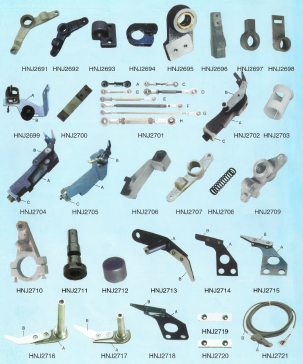 HNJ2691 HNJ2692 HNJ2693 HNJ2694 HNJ2695 HNJ2696 HNJ2697 HNJ2698
HNJ2699 HNJ2700 HNJ2701 HNJ2702 HNJ2703
HNJ2704 HNJ2705 HNJ2706 HNJ2707 HNJ2708 HNJ2709
HNJ2710 HNJ2711 HNJ2712 HNJ2713 HNJ2714 HNJ2715
HNJ2719
HNJ2716 HNJ2717 HNJ2718 HNJ2720 HNJ2721